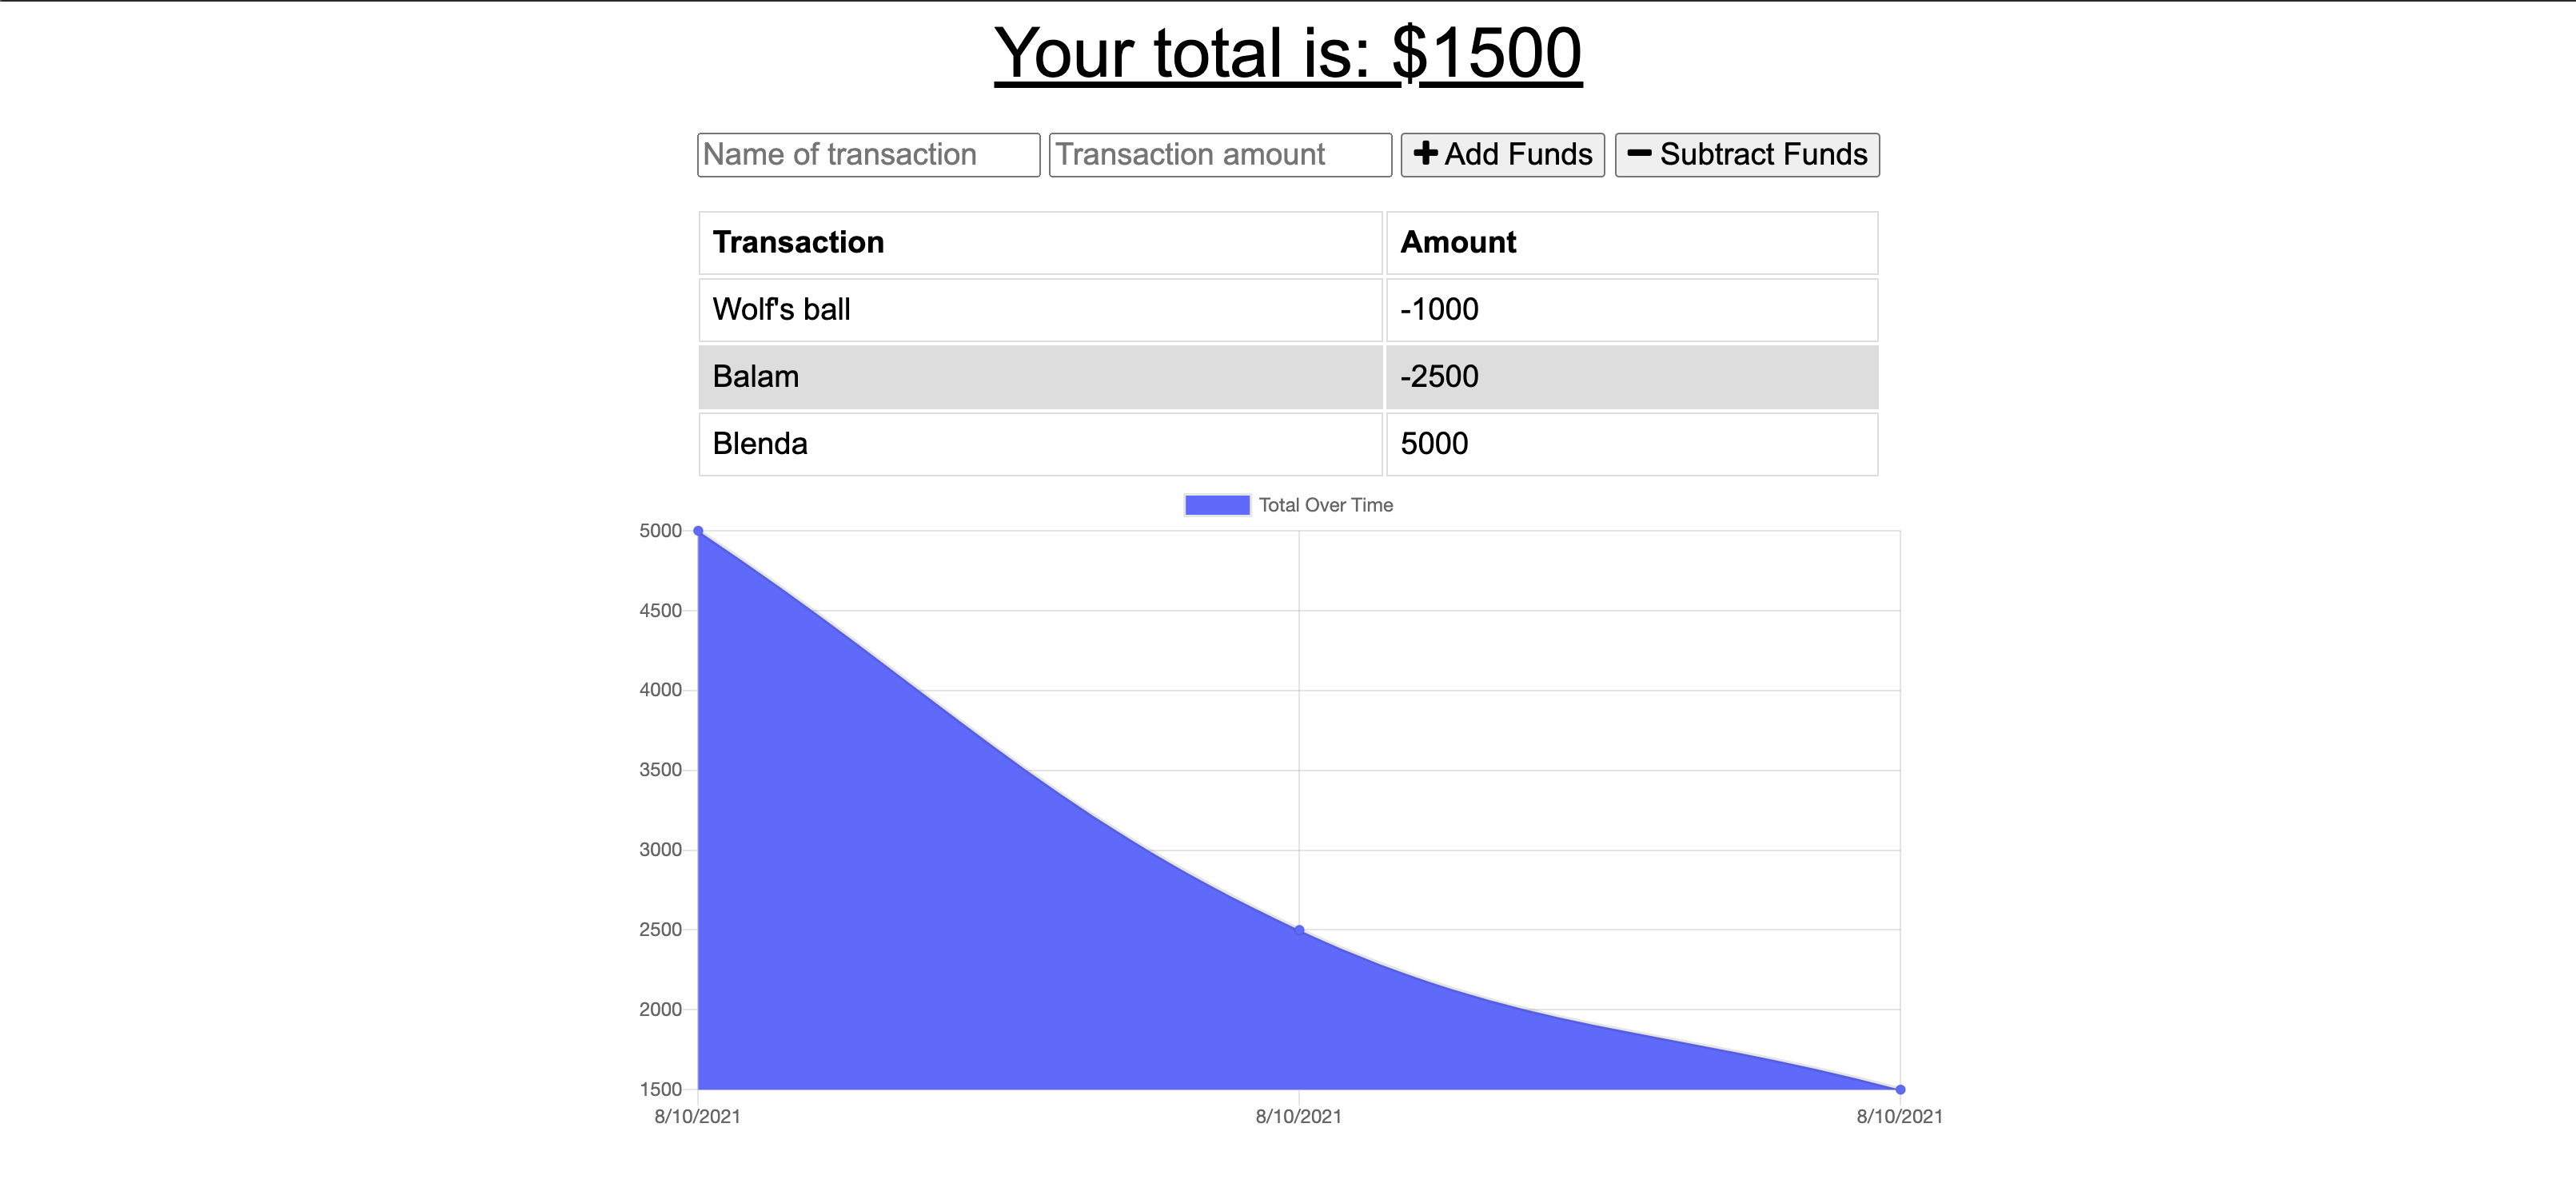 Your total is: $1500
Name of transaction Transaction amount Add Funds Subtract Funds
Transaction Amount
Wolf's ball -1000
Balam -2500
Blenda 5000
Total Over Time
5000
4500
4000
3500
3000
2500
2000
1500
8/10/2021 8/10/2021 8/10/2021